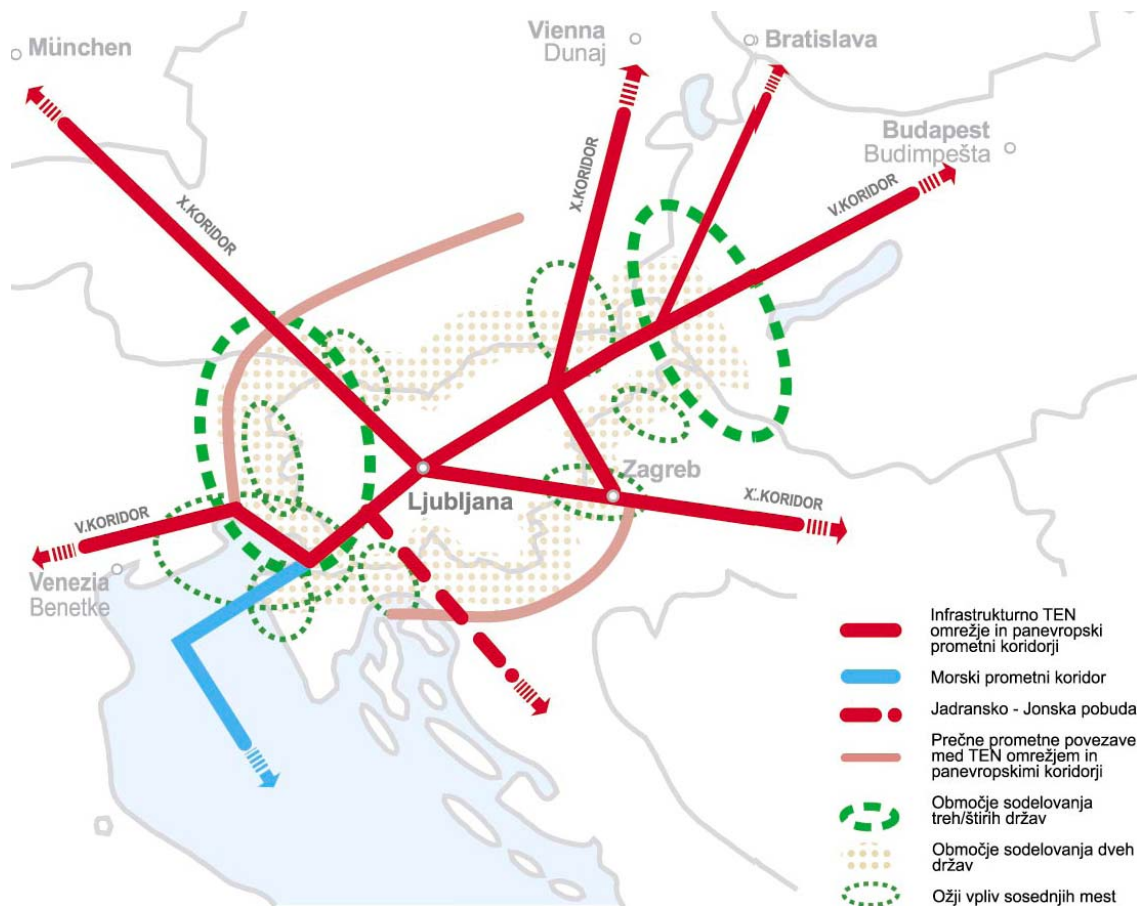 München
Vienna
Dunaj
Bratislava
Budapest
Budimpešta
X.KORIDOR
X.KORIDOR
V.KORIDOR
Zagreb
Ljubljana
X.KORIDOR
V.KORIDOR
Venezia
Benetke
Infrastrukturno TEN
omrežje in panevropski
prometni koridorji
Morski prometni koridor
Jadransko - Jonska pobuda
Prečne prometne povezave
med TEN omrežjem in
panevropskimi koridorji
Območje sodelovanja
treh/štirih držav
Območje sodelovanja dveh
držav
Ožji vpliv sosednjih mest